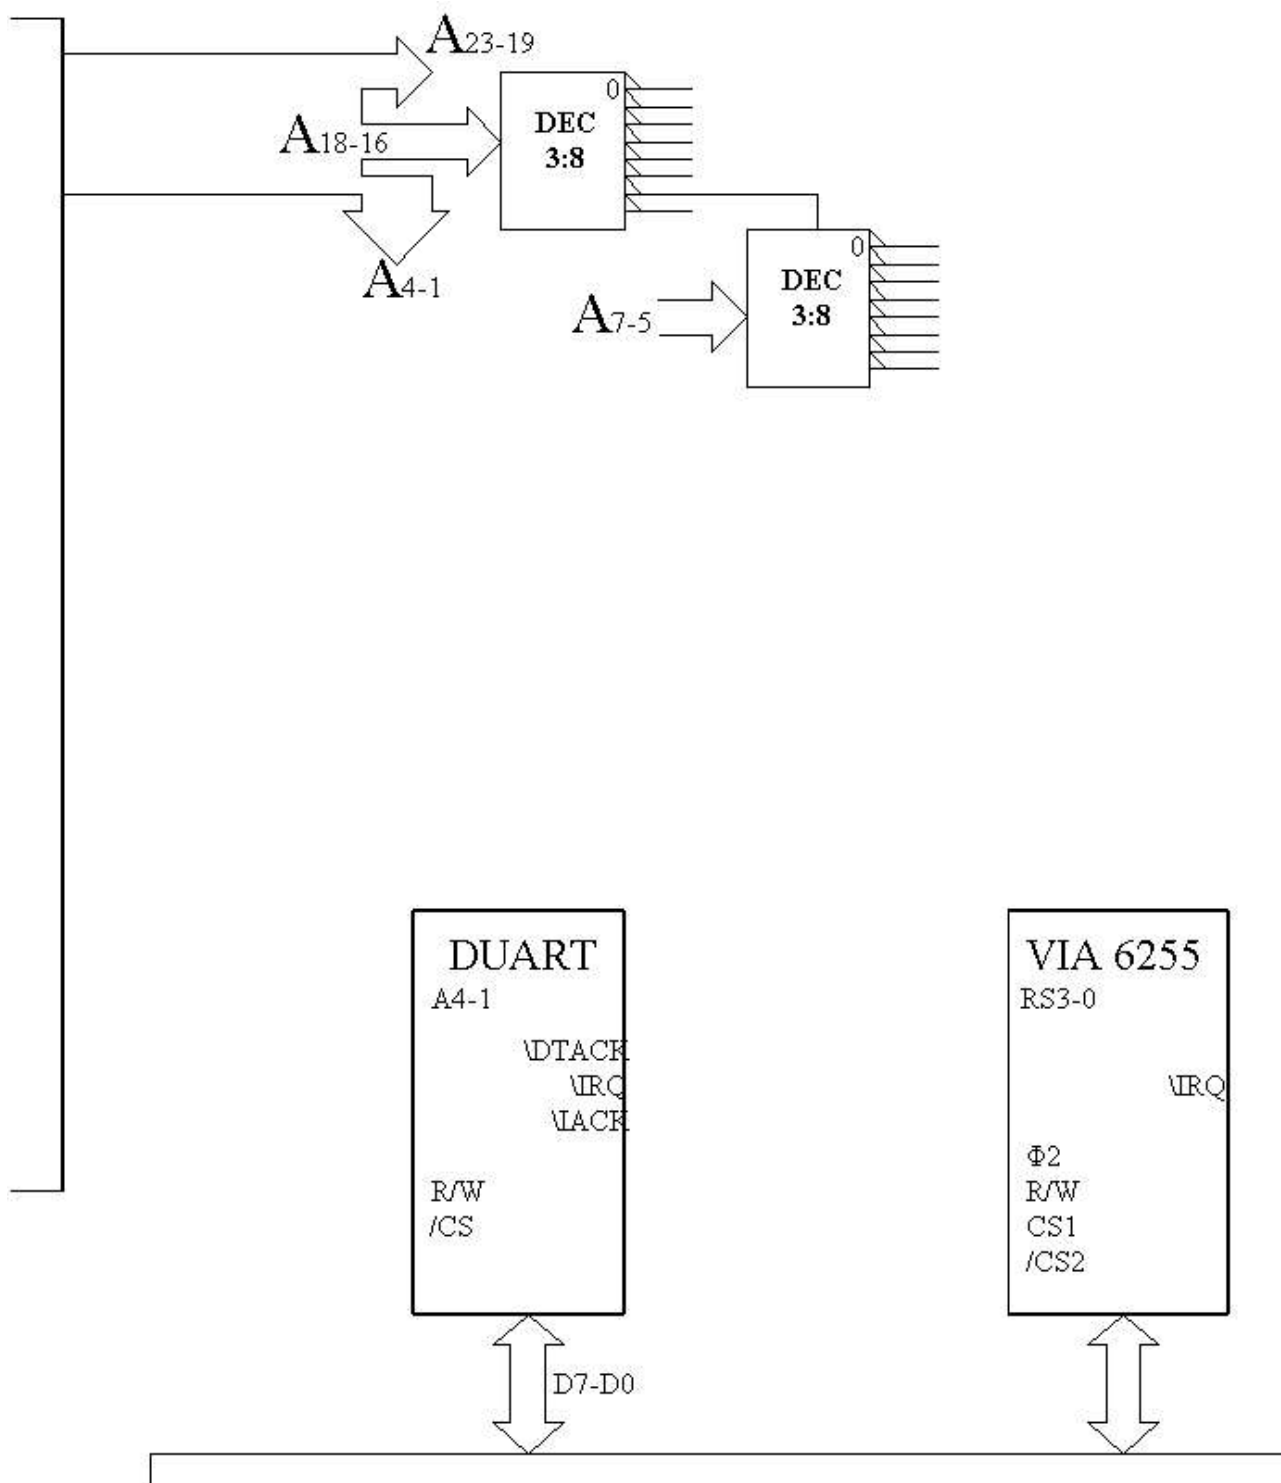 A23-19
0
DEC
3:8
A18-16
0
DEC
3:8
A4-1
A7-5
DUART
A4-1
\DTACK
\IRQ
\IACK
R/W
/CS
VIA 6255
RS3-0
\IRQ
Φ2
R/W
CS1
/CS2
D7-D0